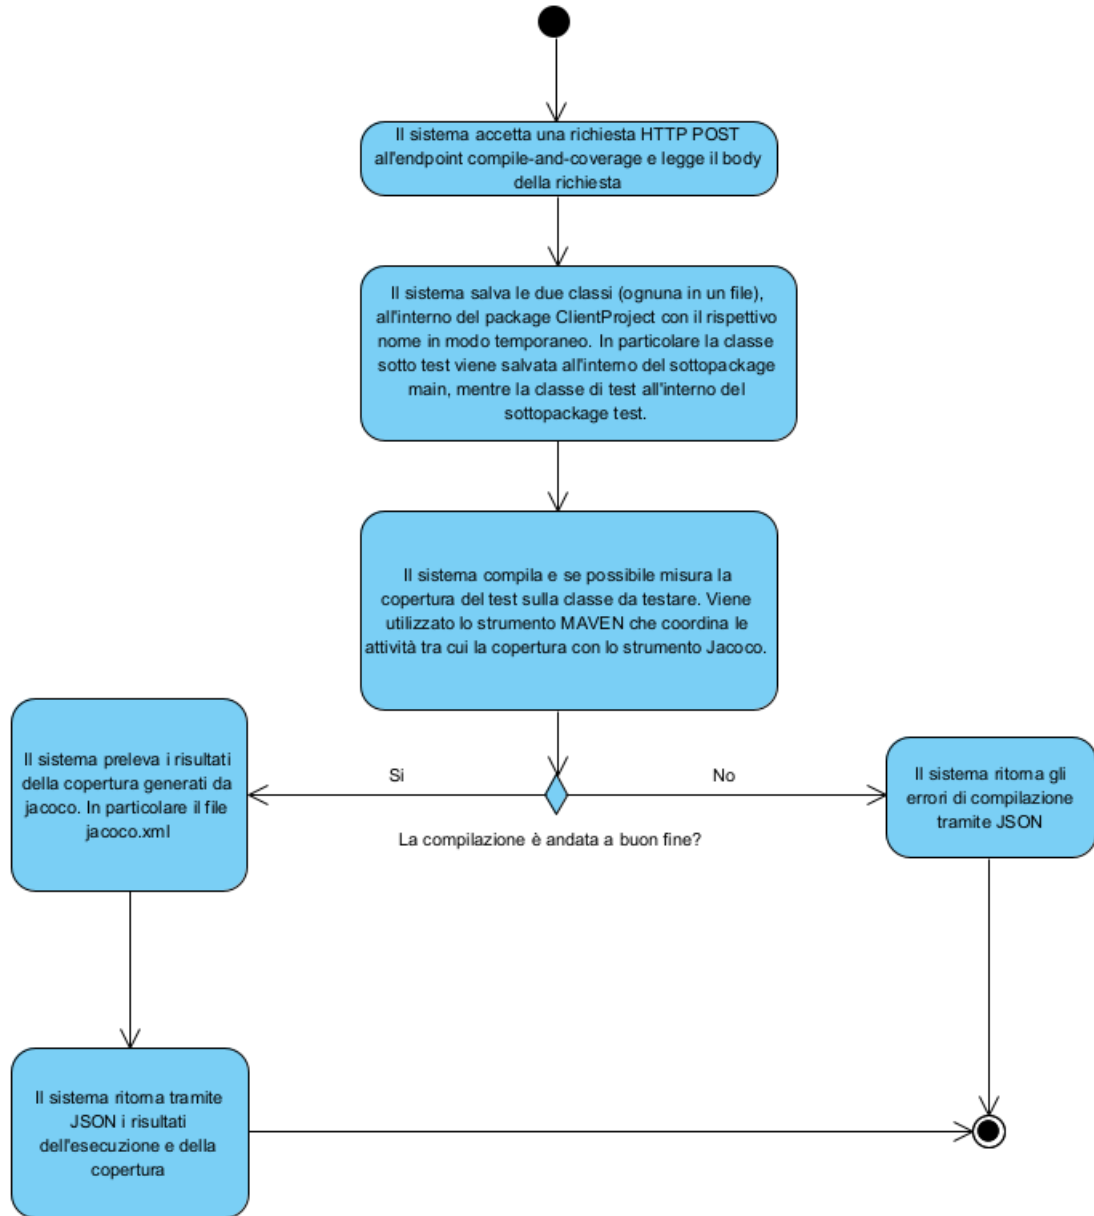 Il sistema accetta una richiesta HTTP POST
all'endpoint compile-and-coverage e legge il body
della richiesta
Il sistema salva le due classi (ognuna in un file),
all'interno del package ClientProject con il rispettivo
nome in modo temporaneo. In particolare la classe
sotto test viene salvata all'interno del sottopackage
main, mentre la classe di test all'interno del
sottopackage test.
Il sistema compila e se possibile misura la
copertura del test sulla classe da testare. Viene
utilizzato lo strumento MAVEN che coordina le
attività tra cui la copertura con lo strumento Jacoco.
Si
No
La compilazione è andata a buon fine?
Il sistema preleva i risultati
della copertura generati da
jacoco. In particolare il file
jacoco.xml
Il sistema ritorna gli
errori di compilazione
tramite JSON
Il sistema ritorna tramite
JSON i risultati
dell'esecuzione e della
copertura